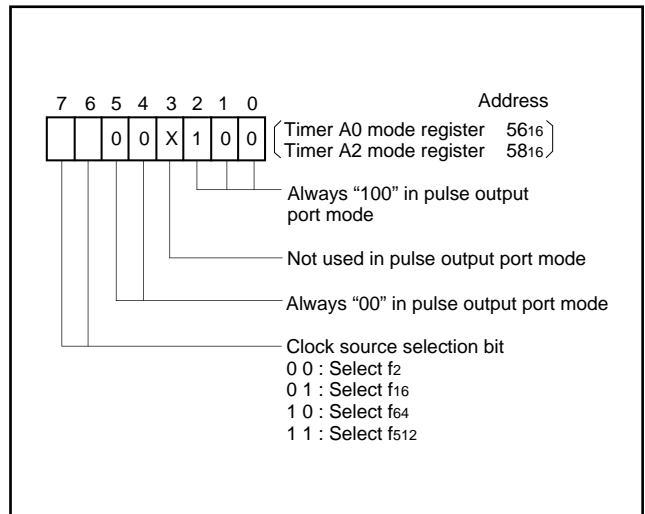 7 6 5 4 3 2 1 0 Address
0 0 X 1 0 0 Timer A0 mode register 5616
Timer A2 mode register 5816
Always “100” in pulse output
port mode
Not used in pulse output port mode
Always “00” in pulse output port mode
Clock source selection bit
0 0 : Select f2
0 1 : Select f16
1 0 : Select f64
1 1 : Select f512